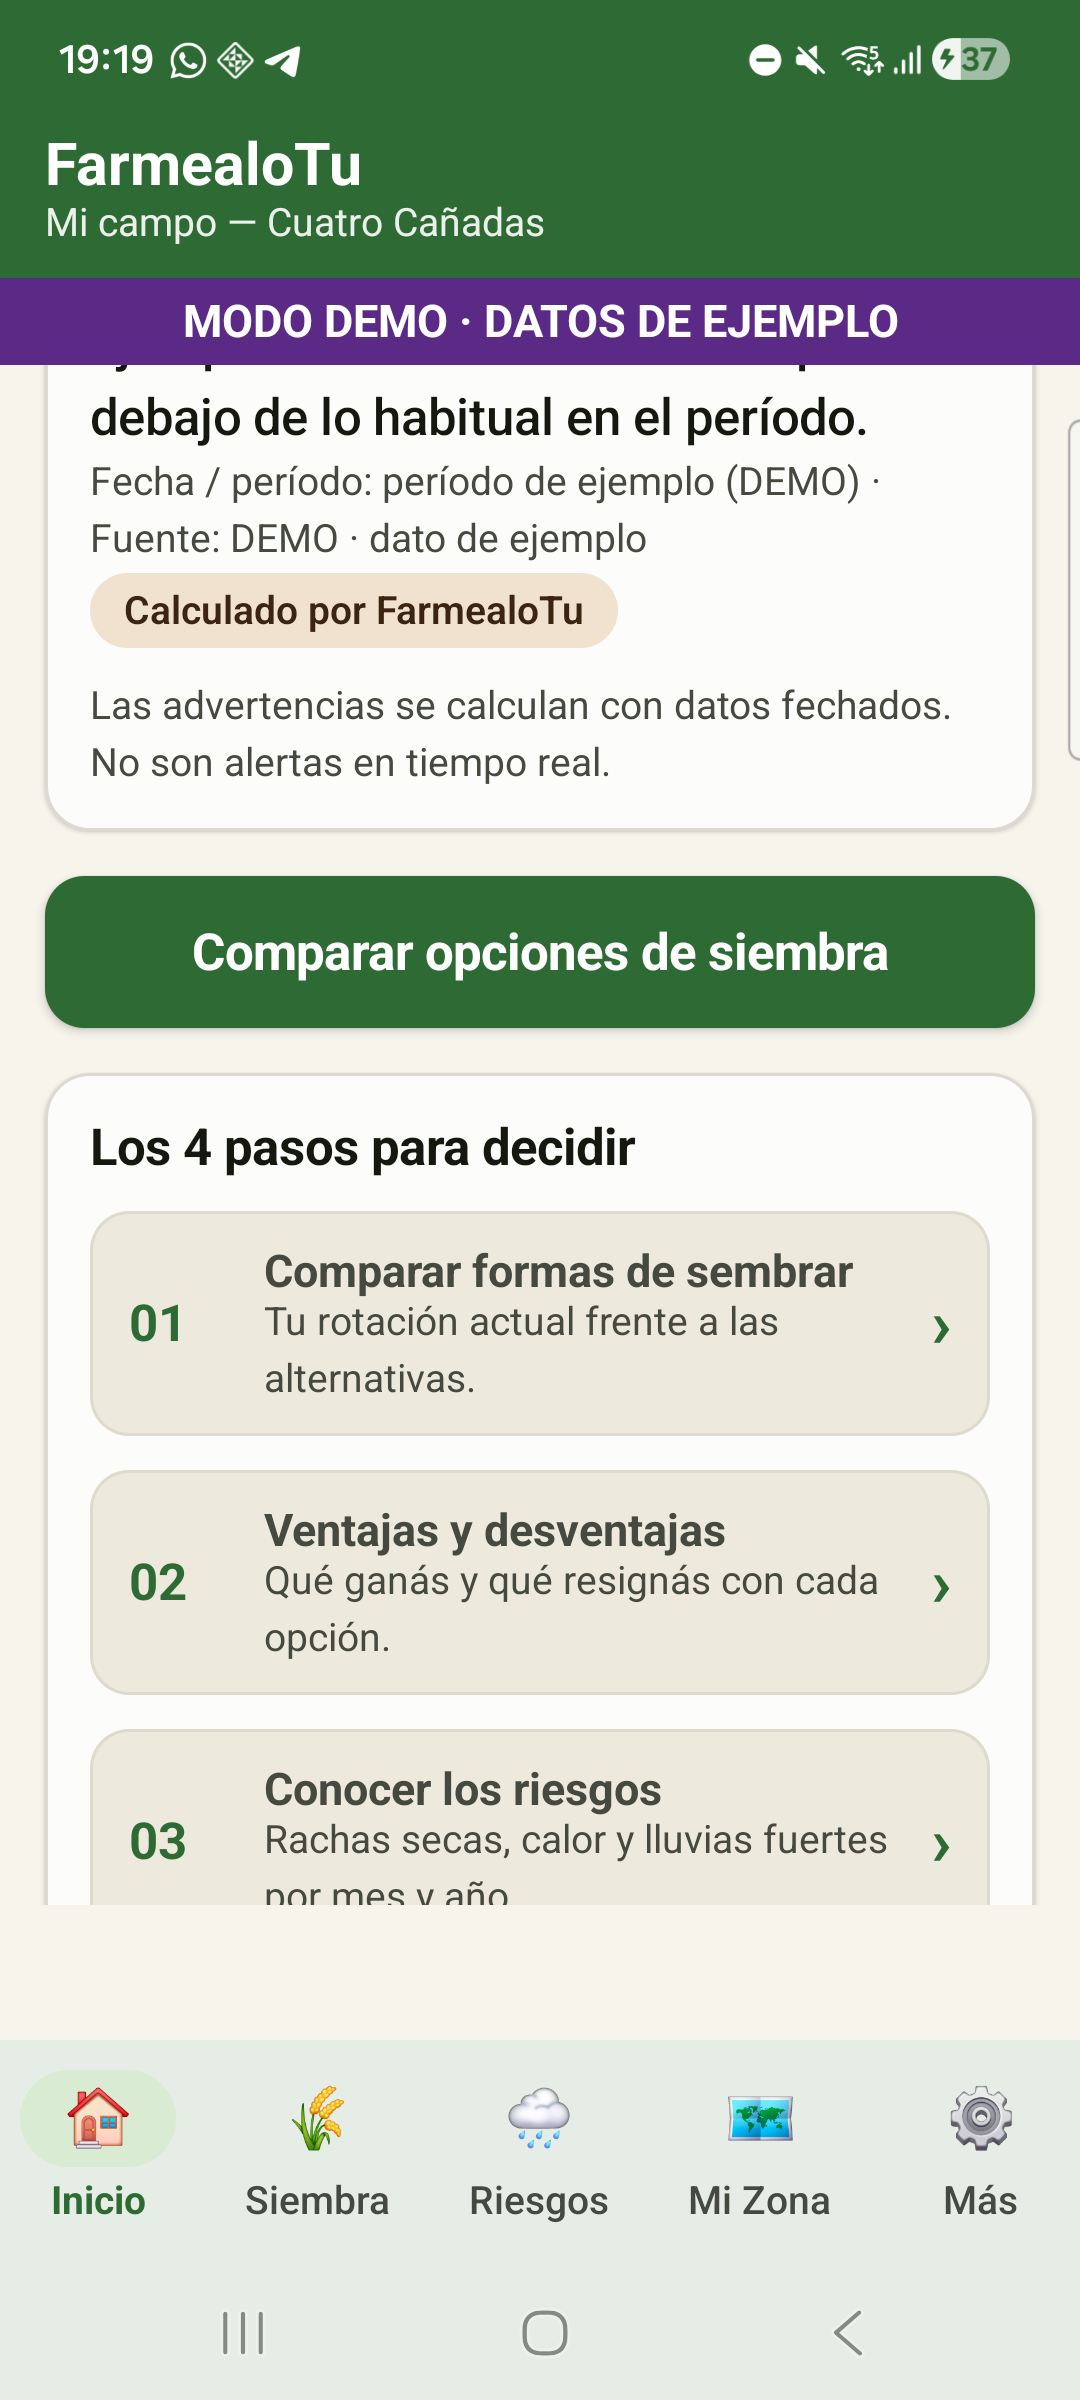 19:19
5
37
FarmealoTu
Mi campo — Cuatro Cañadas
MODO DEMO · DATOS DE EJEMPLO
debajo de lo habitual en el período.
Fecha / período: período de ejemplo (DEMO) ·
Fuente: DEMO · dato de ejemplo
Calculado por FarmealoTu
Las advertencias se calculan con datos fechados.
No son alertas en tiempo real.
Comparar opciones de siembra
Los 4 pasos para decidir
01
Comparar formas de sembrar
Tu rotación actual frente a las
alternativas.
›
02
Ventajas y desventajas
Qué ganás y qué resignás con cada
opción.
›
03
Conocer los riesgos
Rachas secas, calor y lluvias fuertes
por mes y año
›
Inicio
Siembra
Riesgos
Mi Zona
Más